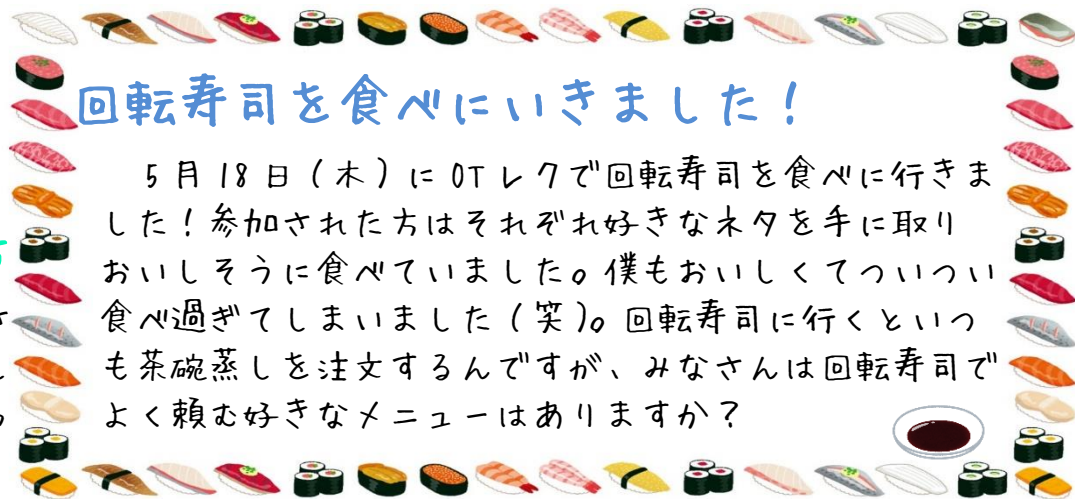 回転寿司を食べにいきました！
５月18日（木）にOTレクで回転寿司を食べに行きま
した！参加された方はそれぞれ好きなネタを手に取り
おいしそうに食べていました。僕もおいしくてついつい
食べ過ぎてしまいました（笑）。回転寿司に行くといつ
も茶碗蒸しを注文するんですが、みなさんは回転寿司で
よく頼む好きなメニューはありますか？